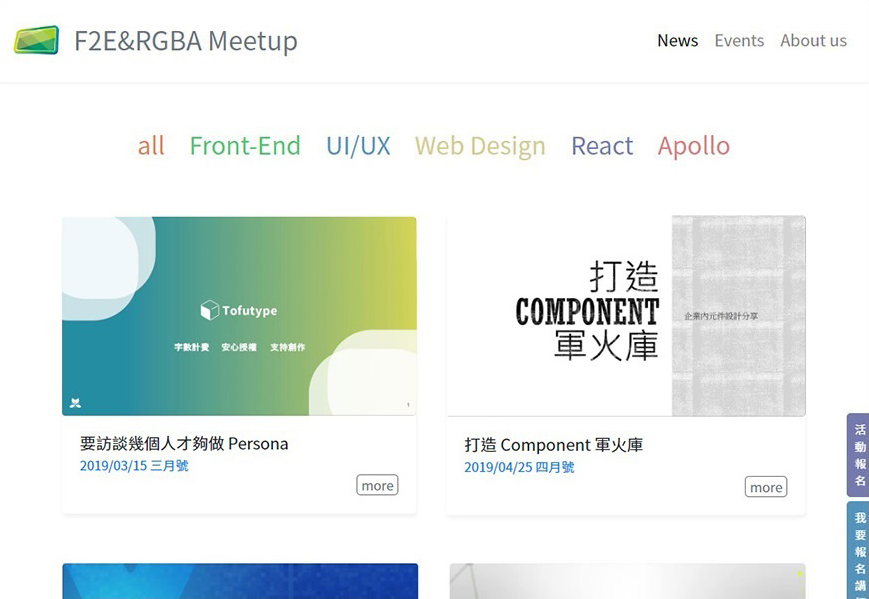 F2E&RGBA Meetup
News Events About us
all Front-End UI/UX Web Design React Apollo
Tofutype
字數計費 安心授權 支持創作
要訪談幾個人才夠做 Persona
2019/03/15 三月號
more
打造
COMPONENT
軍火庫
企業內元件設計分享
打造 Component 軍火庫
2019/04/25 四月號
more
活動報名
我要報名講